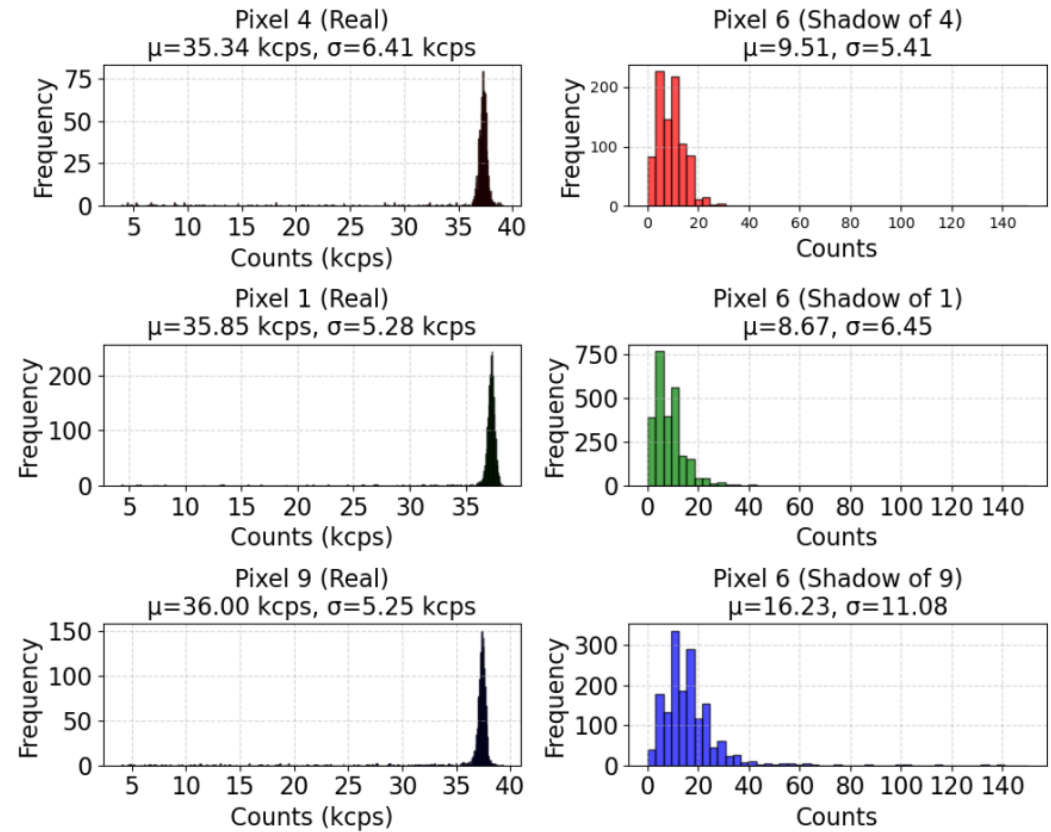 Pixel 4 (Real)
μ=35.34 kcps, σ=6.41 kcps
75
50
25
0
Frequency
5 10 15 20 25 30 35 40
Counts (kcps)
Pixel 6 (Shadow of 4)
μ=9.51, σ=5.41
200
100
0
Frequency
0 20 40 60 80 100 120 140
Counts
Pixel 1 (Real)
μ=35.85 kcps, σ=5.28 kcps
200
100
0
Frequency
5 10 15 20 25 30 35
Counts (kcps)
Pixel 6 (Shadow of 1)
μ=8.67, σ=6.45
750
500
250
0
Frequency
0 20 40 60 80 100 120 140
Counts
Pixel 9 (Real)
μ=36.00 kcps, σ=5.25 kcps
150
100
50
0
Frequency
5 10 15 20 25 30 35 40
Counts (kcps)
Pixel 6 (Shadow of 9)
μ=16.23, σ=11.08
300
200
100
0
Frequency
0 20 40 60 80 100 120 140
Counts